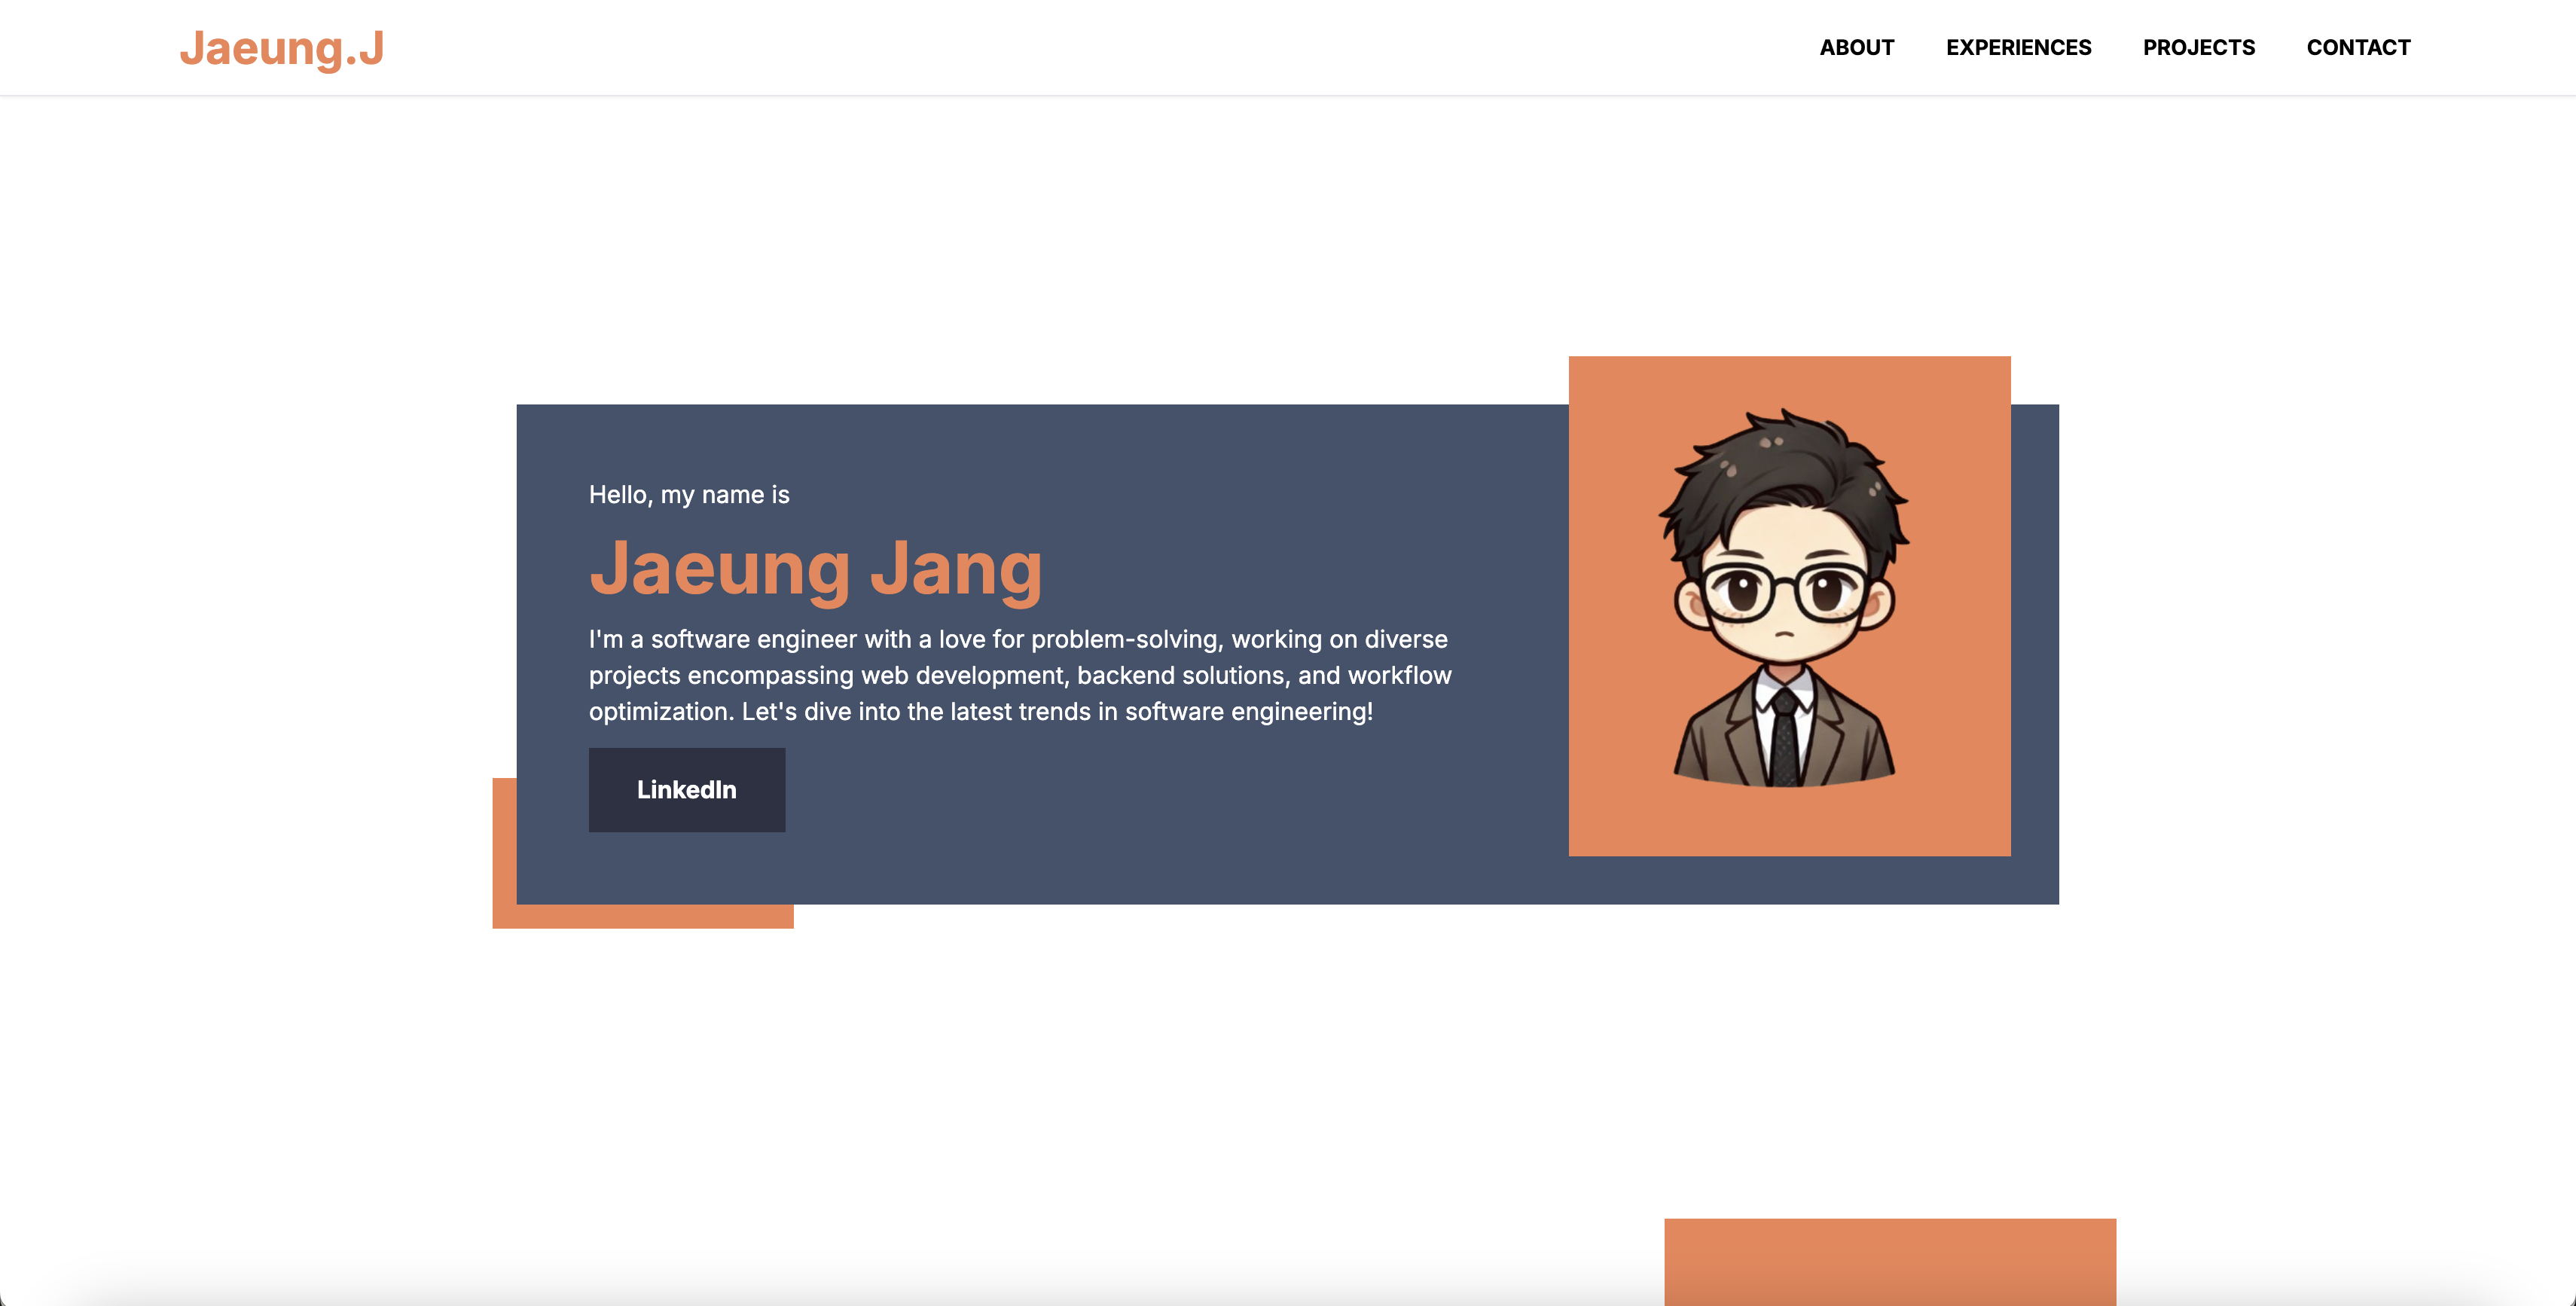 Jaeung.J
ABOUT EXPERIENCES PROJECTS CONTACT
Hello, my name is
Jaeung Jang
I'm a software engineer with a love for problem-solving, working on diverse
projects encompassing web development, backend solutions, and workflow
optimization. Let's dive into the latest trends in software engineering!
LinkedIn